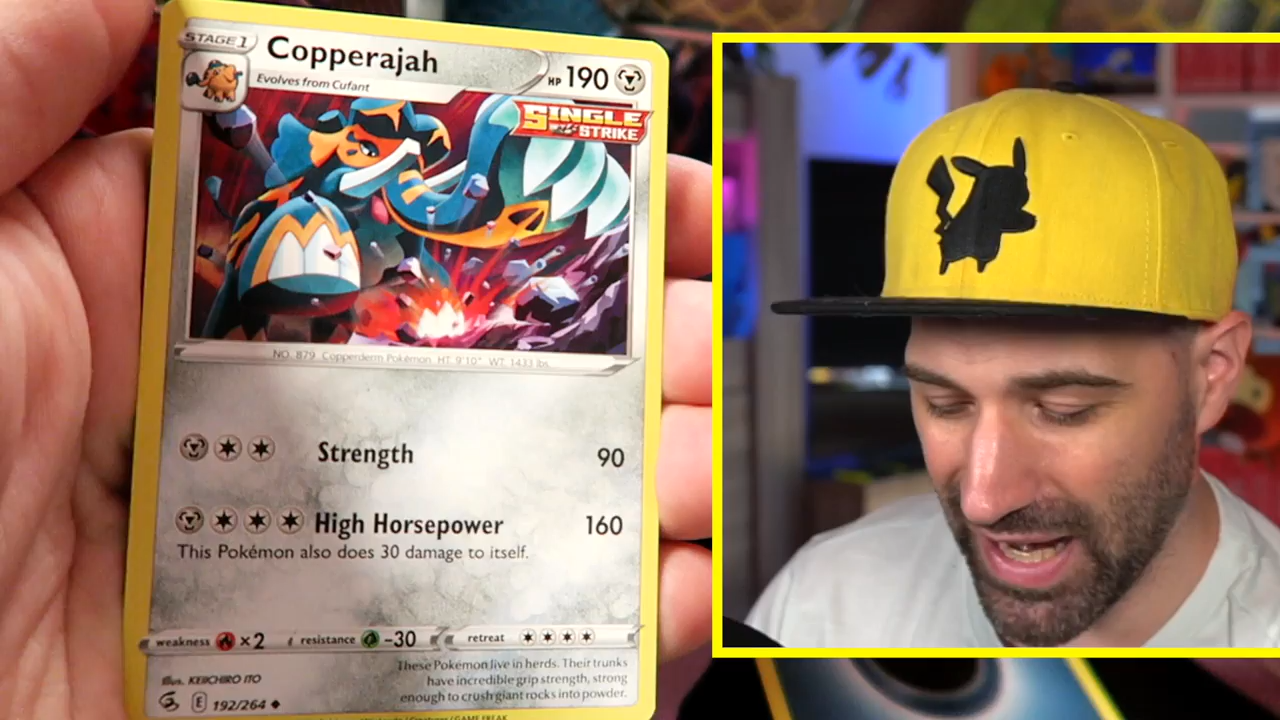 STAGE 1
Copperajah
HP 190
Evolves from Cufant
SINGLE
STRIKE
NO. 879 Copperderm Pokémon HT: 9'10" WT: 1433 lbs.
Strength 90
High Horsepower 160
This Pokémon also does 30 damage to itself.
weakness ×2 resistance -30 retreat
These Pokémon live in herds. Their trunks
have incredible grip strength, strong
enough to crush giant rocks into powder.
Illus. KEIICHIRO ITO
E 192/264
GAME FREAK